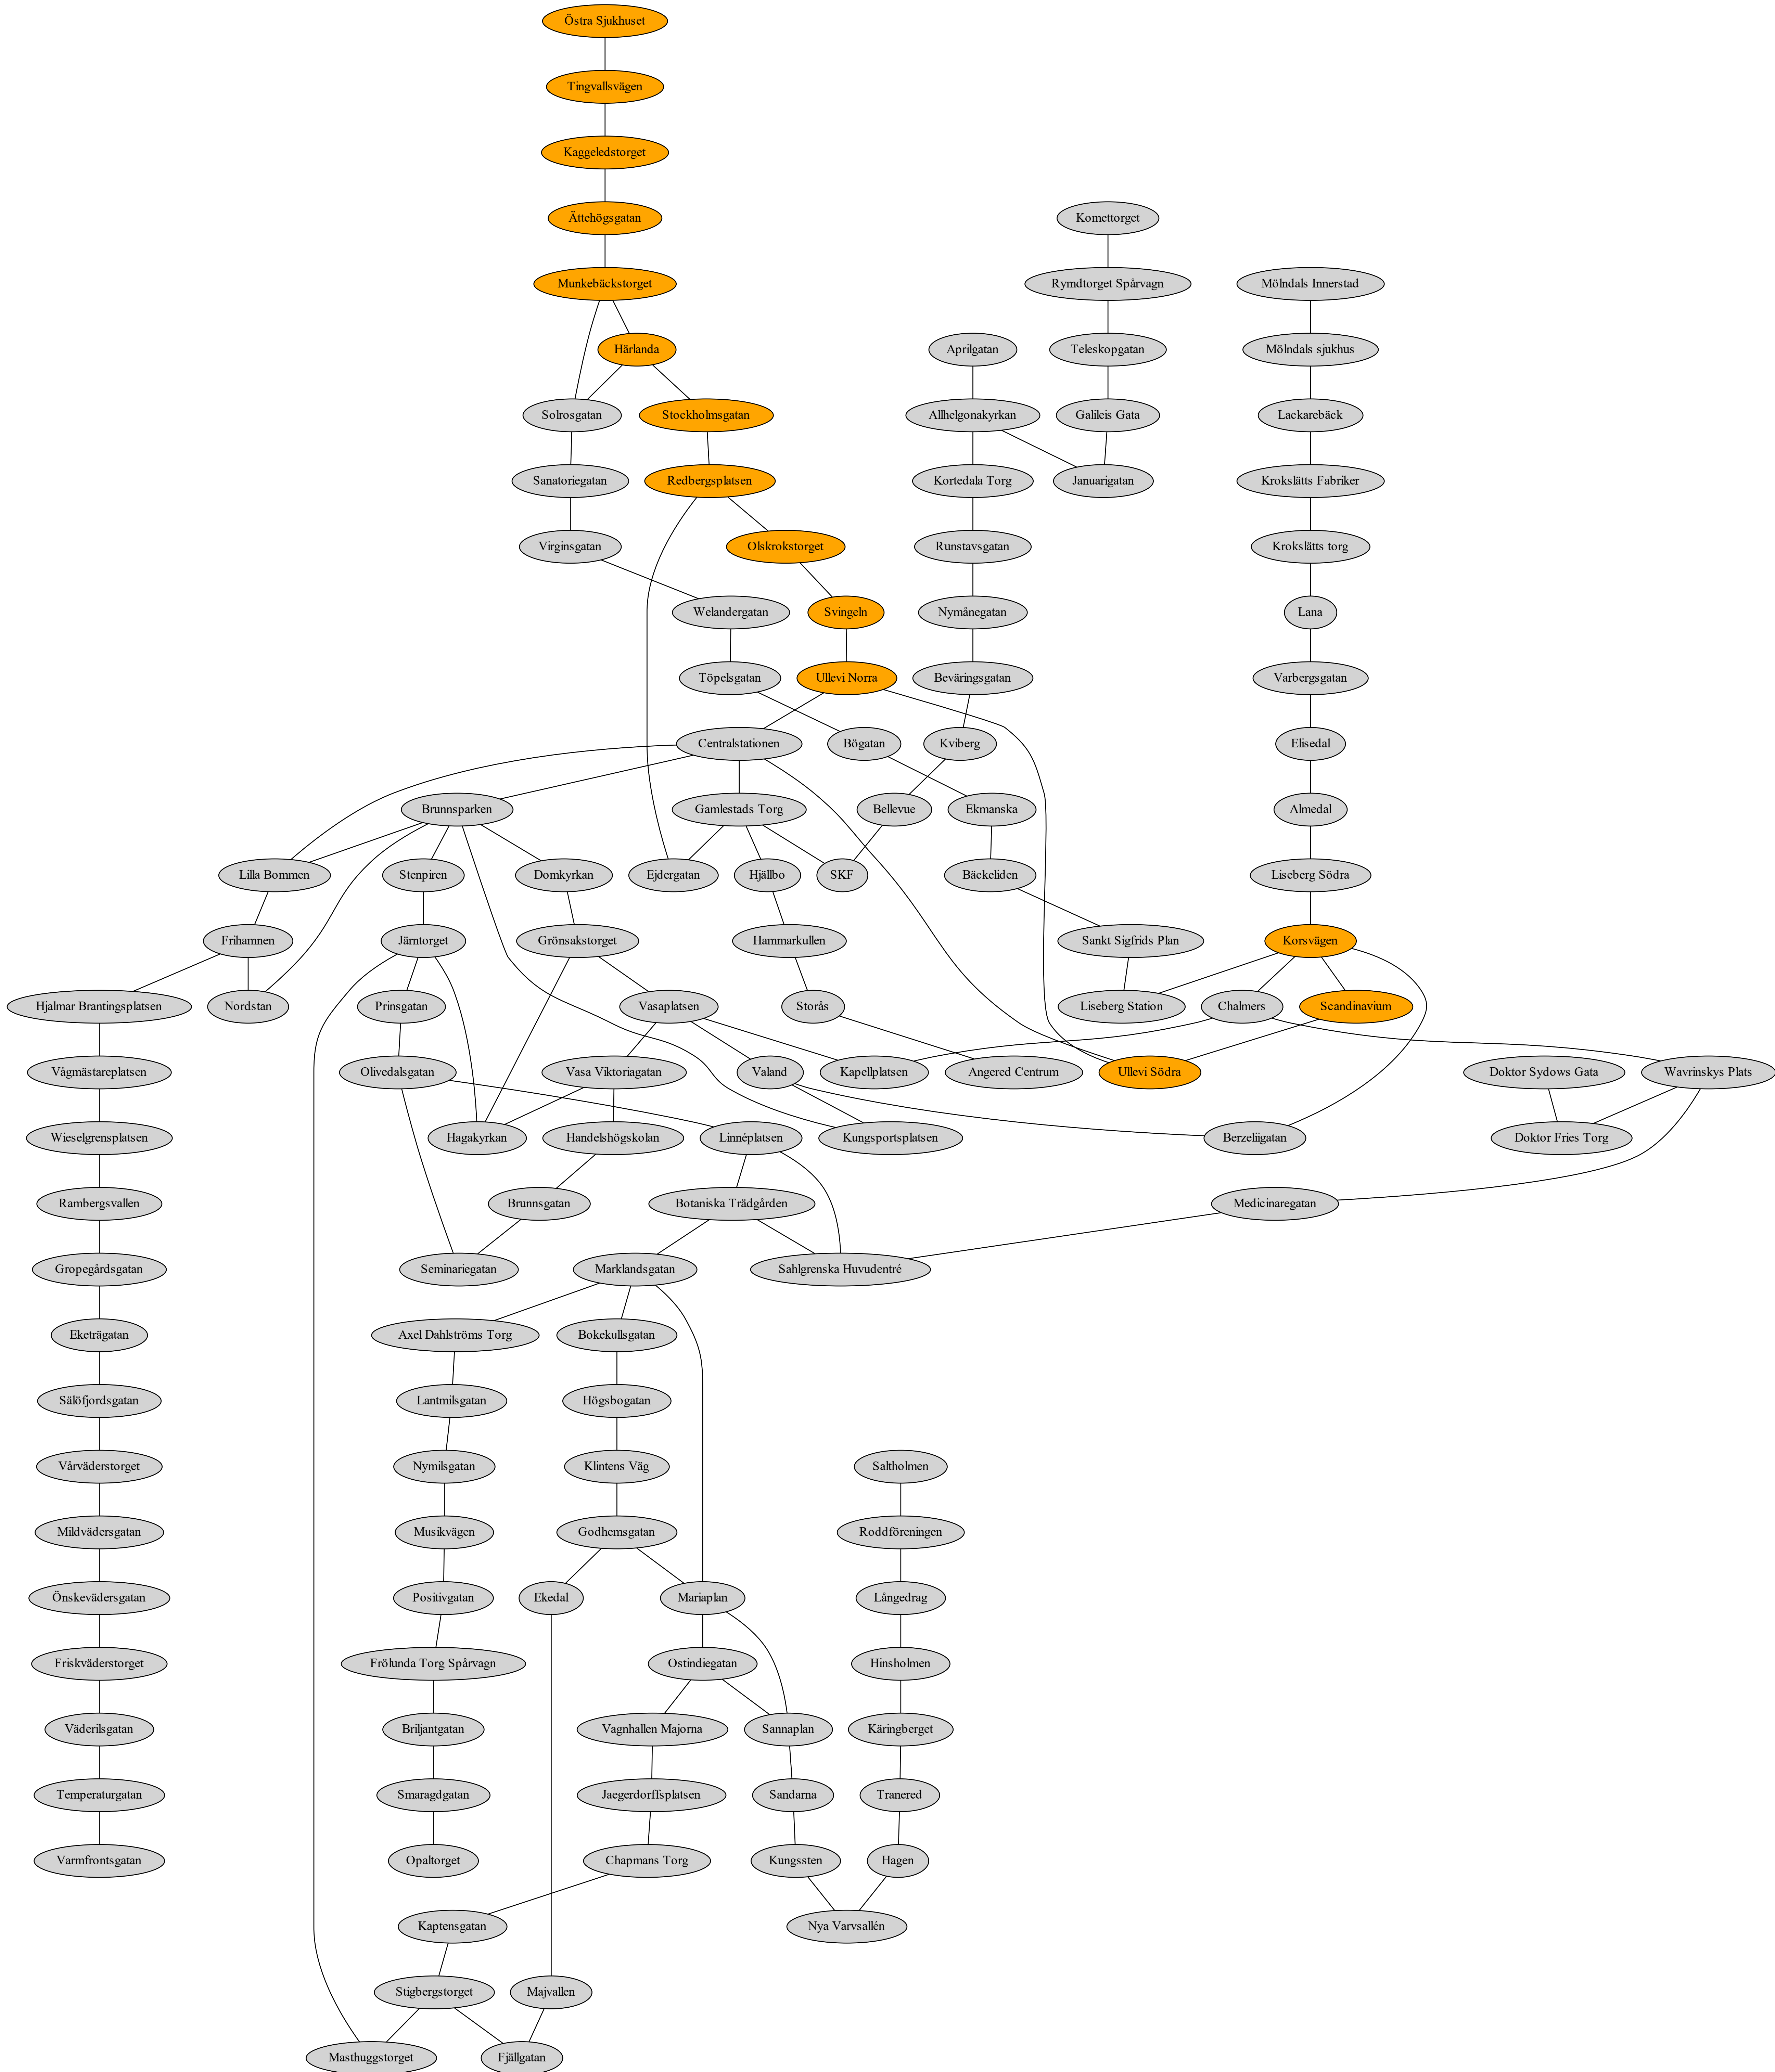 Östra Sjukhuset
Tingvallsvägen
Kaggeledstorget
Ättehögsgatan
Komettorget
Munkebäckstorget
Rymdtorget Spårvagn
Mölndals Innerstad
Härlanda
Aprilgatan
Teleskopgatan
Mölndals sjukhus
Solrosgatan
Stockholmsgatan
Allhelgonakyrkan
Galileis Gata
Lackarebäck
Sanatoriegatan
Redbergsplatsen
Kortedala Torg
Januarigatan
Krokslätts Fabriker
Virginsgatan
Olskrokstorget
Runstavsgatan
Krokslätts torg
Welandergatan
Svingeln
Nymånegatan
Lana
Töpelsgatan
Ullevi Norra
Beväringsgatan
Varbergsgatan
Centralstationen
Bögatan
Kviberg
Elisedal
Brunnsparken
Gamlestads Torg
Bellevue
Ekmanska
Almedal
Lilla Bommen
Stenpiren
Domkyrkan
Ejdergatan
Hjällbo
SKF
Bäckeliden
Liseberg Södra
Frihamnen
Järntorget
Grönsakstorget
Hammarkullen
Sankt Sigfrids Plan
Korsvägen
Hjalmar Brantingsplatsen
Nordstan
Prinsgatan
Vasaplatsen
Storås
Liseberg Station
Chalmers
Scandinavium
Vågmästareplatsen
Olivedalsgatan
Vasa Viktoriagatan
Valand
Kapellplatsen
Angered Centrum
Ullevi Södra
Doktor Sydows Gata
Wavrinskys Plats
Wieselgrensplatsen
Hagakyrkan
Handelshögskolan
Linnéplatsen
Kungsportsplatsen
Berzeliigatan
Doktor Fries Torg
Rambergsvallen
Brunnsgatan
Botaniska Trädgården
Medicinaregatan
Gropegårdsgatan
Seminariegatan
Marklandsgatan
Sahlgrenska Huvudentré
Eketrägatan
Axel Dahlströms Torg
Bokekullsgatan
Sälöfjordsgatan
Lantmilsgatan
Högsbogatan
Vårväderstorget
Nymilsgatan
Klintens Väg
Saltholmen
Mildvädersgatan
Musikvägen
Godhemsgatan
Roddföreningen
Önskevädersgatan
Positivgatan
Ekedal
Mariaplan
Långedrag
Friskväderstorget
Frölunda Torg Spårvagn
Ostindiegatan
Hinsholmen
Väderilsgatan
Briljantgatan
Vagnhallen Majorna
Sannaplan
Käringberget
Temperaturgatan
Smaragdgatan
Jaegerdorffsplatsen
Sandarna
Tranered
Varmfrontsgatan
Opaltorget
Chapmans Torg
Kungssten
Hagen
Kaptensgatan
Nya Varvsallén
Stigbergstorget
Majvallen
Masthuggstorget
Fjällgatan